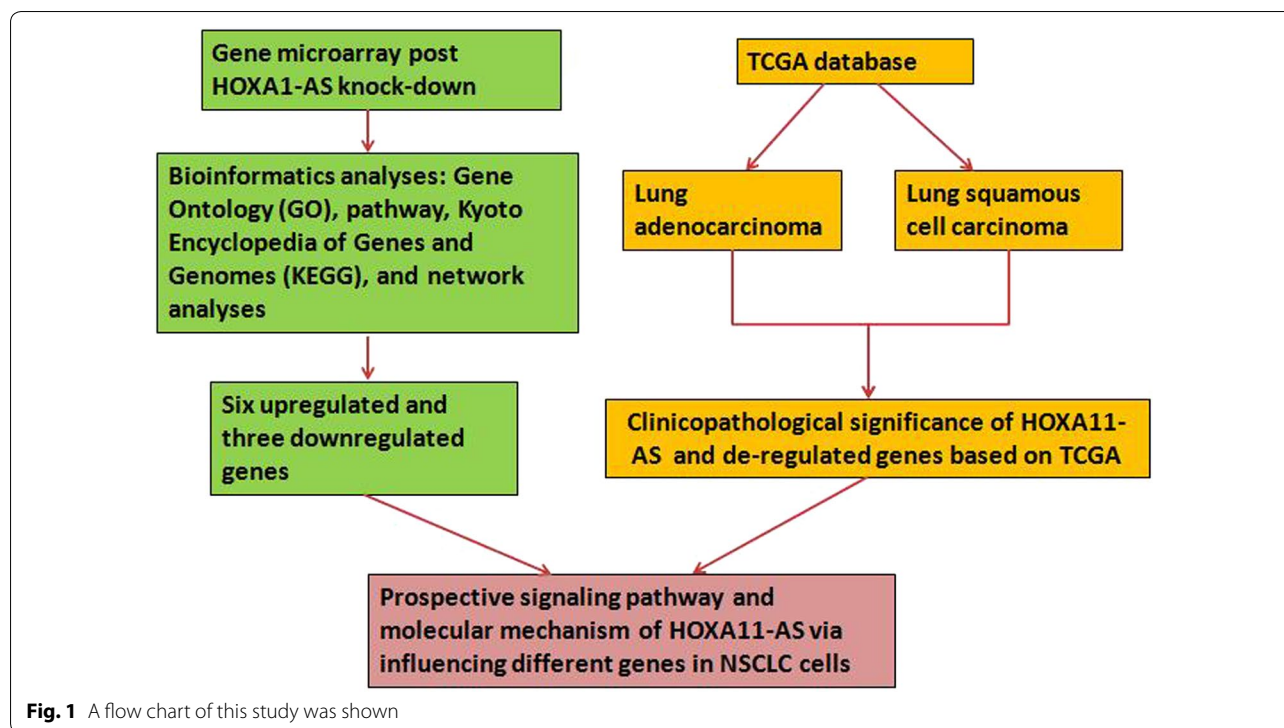 Gene microarray post
HOXA1-AS knock-down
Bioinformatics analyses: Gene
Ontology (GO), pathway, Kyoto
Encyclopedia of Genes and
Genomes (KEGG), and network
analyses
Six upregulated and
three downregulated
genes
TCGA database
Lung
adenocarcinoma
Lung squamous
cell carcinoma
Clinicopathological significance of HOXA11-
AS and de-regulated genes based on TCGA
Prospective signaling pathway and
molecular mechanism of HOXA11-AS via
influencing different genes in NSCLC cells
Fig. 1 A flow chart of this study was shown